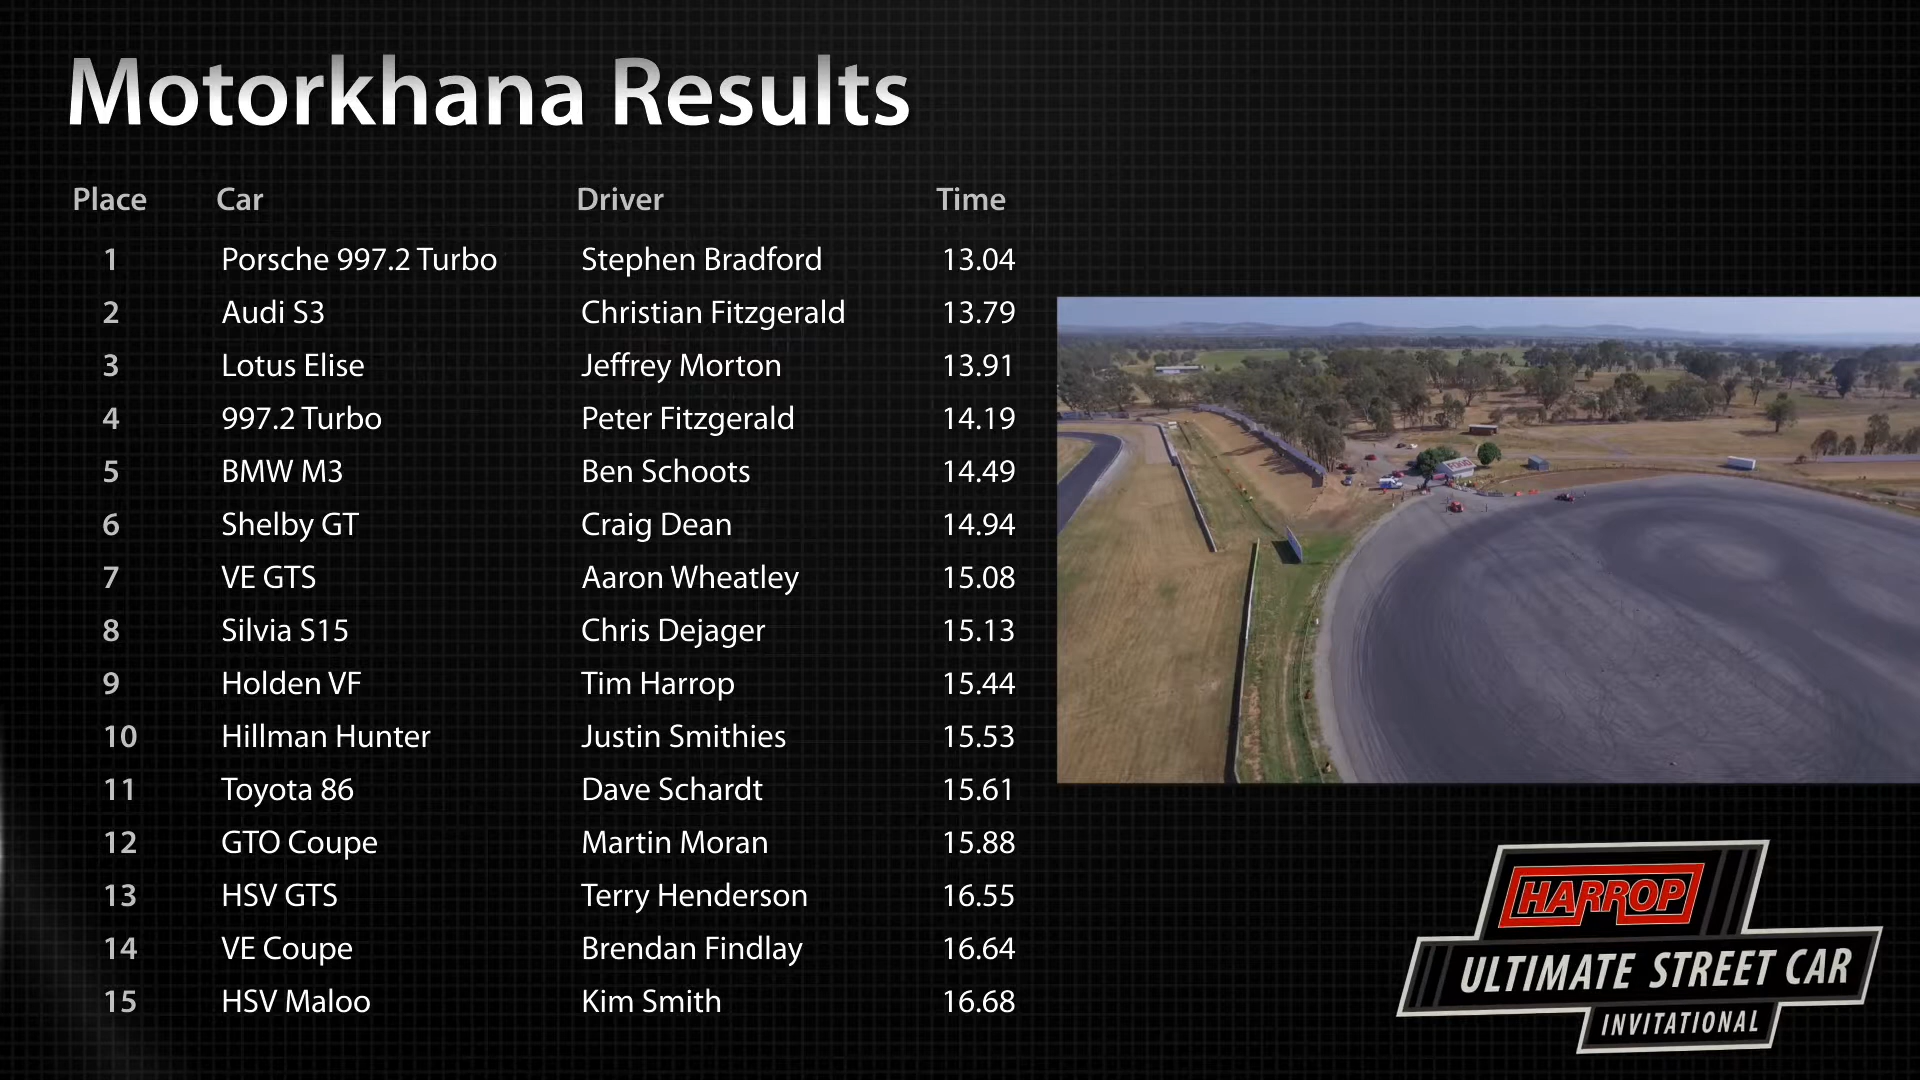 Motorkhana Results
Place Car Driver Time
1 Porsche 997.2 Turbo Stephen Bradford 13.04
2 Audi S3 Christian Fitzgerald 13.79
3 Lotus Elise Jeffrey Morton 13.91
4 997.2 Turbo Peter Fitzgerald 14.19
5 BMW M3 Ben Schoots 14.49
6 Shelby GT Craig Dean 14.94
7 VE GTS Aaron Wheatley 15.08
8 Silvia S15 Chris Dejager 15.13
9 Holden VF Tim Harrop 15.44
10 Hillman Hunter Justin Smithies 15.53
11 Toyota 86 Dave Schardt 15.61
12 GTO Coupe Martin Moran 15.88
13 HSV GTS Terry Henderson 16.55
14 VE Coupe Brendan Findlay 16.64
15 HSV Maloo Kim Smith 16.68
HARROP
ULTIMATE STREET CAR
INVITATIONAL